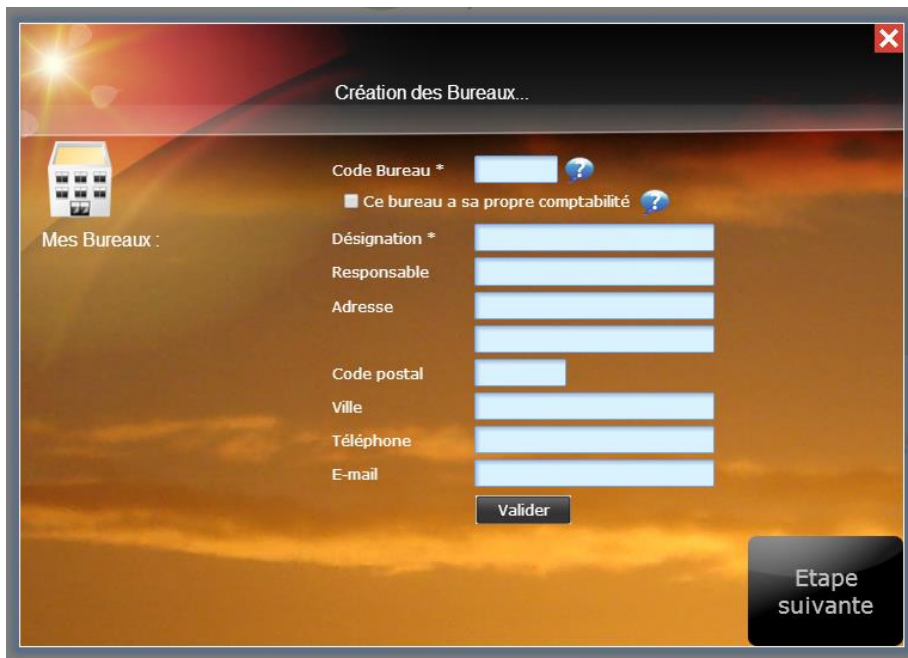 Création des Bureaux...
Code Bureau *
Ce bureau a sa propre comptabilité
Mes Bureaux :
Désignation *
Responsable
Adresse
Code postal
Ville
Téléphone
E-mail
Valider
Etape
suivante